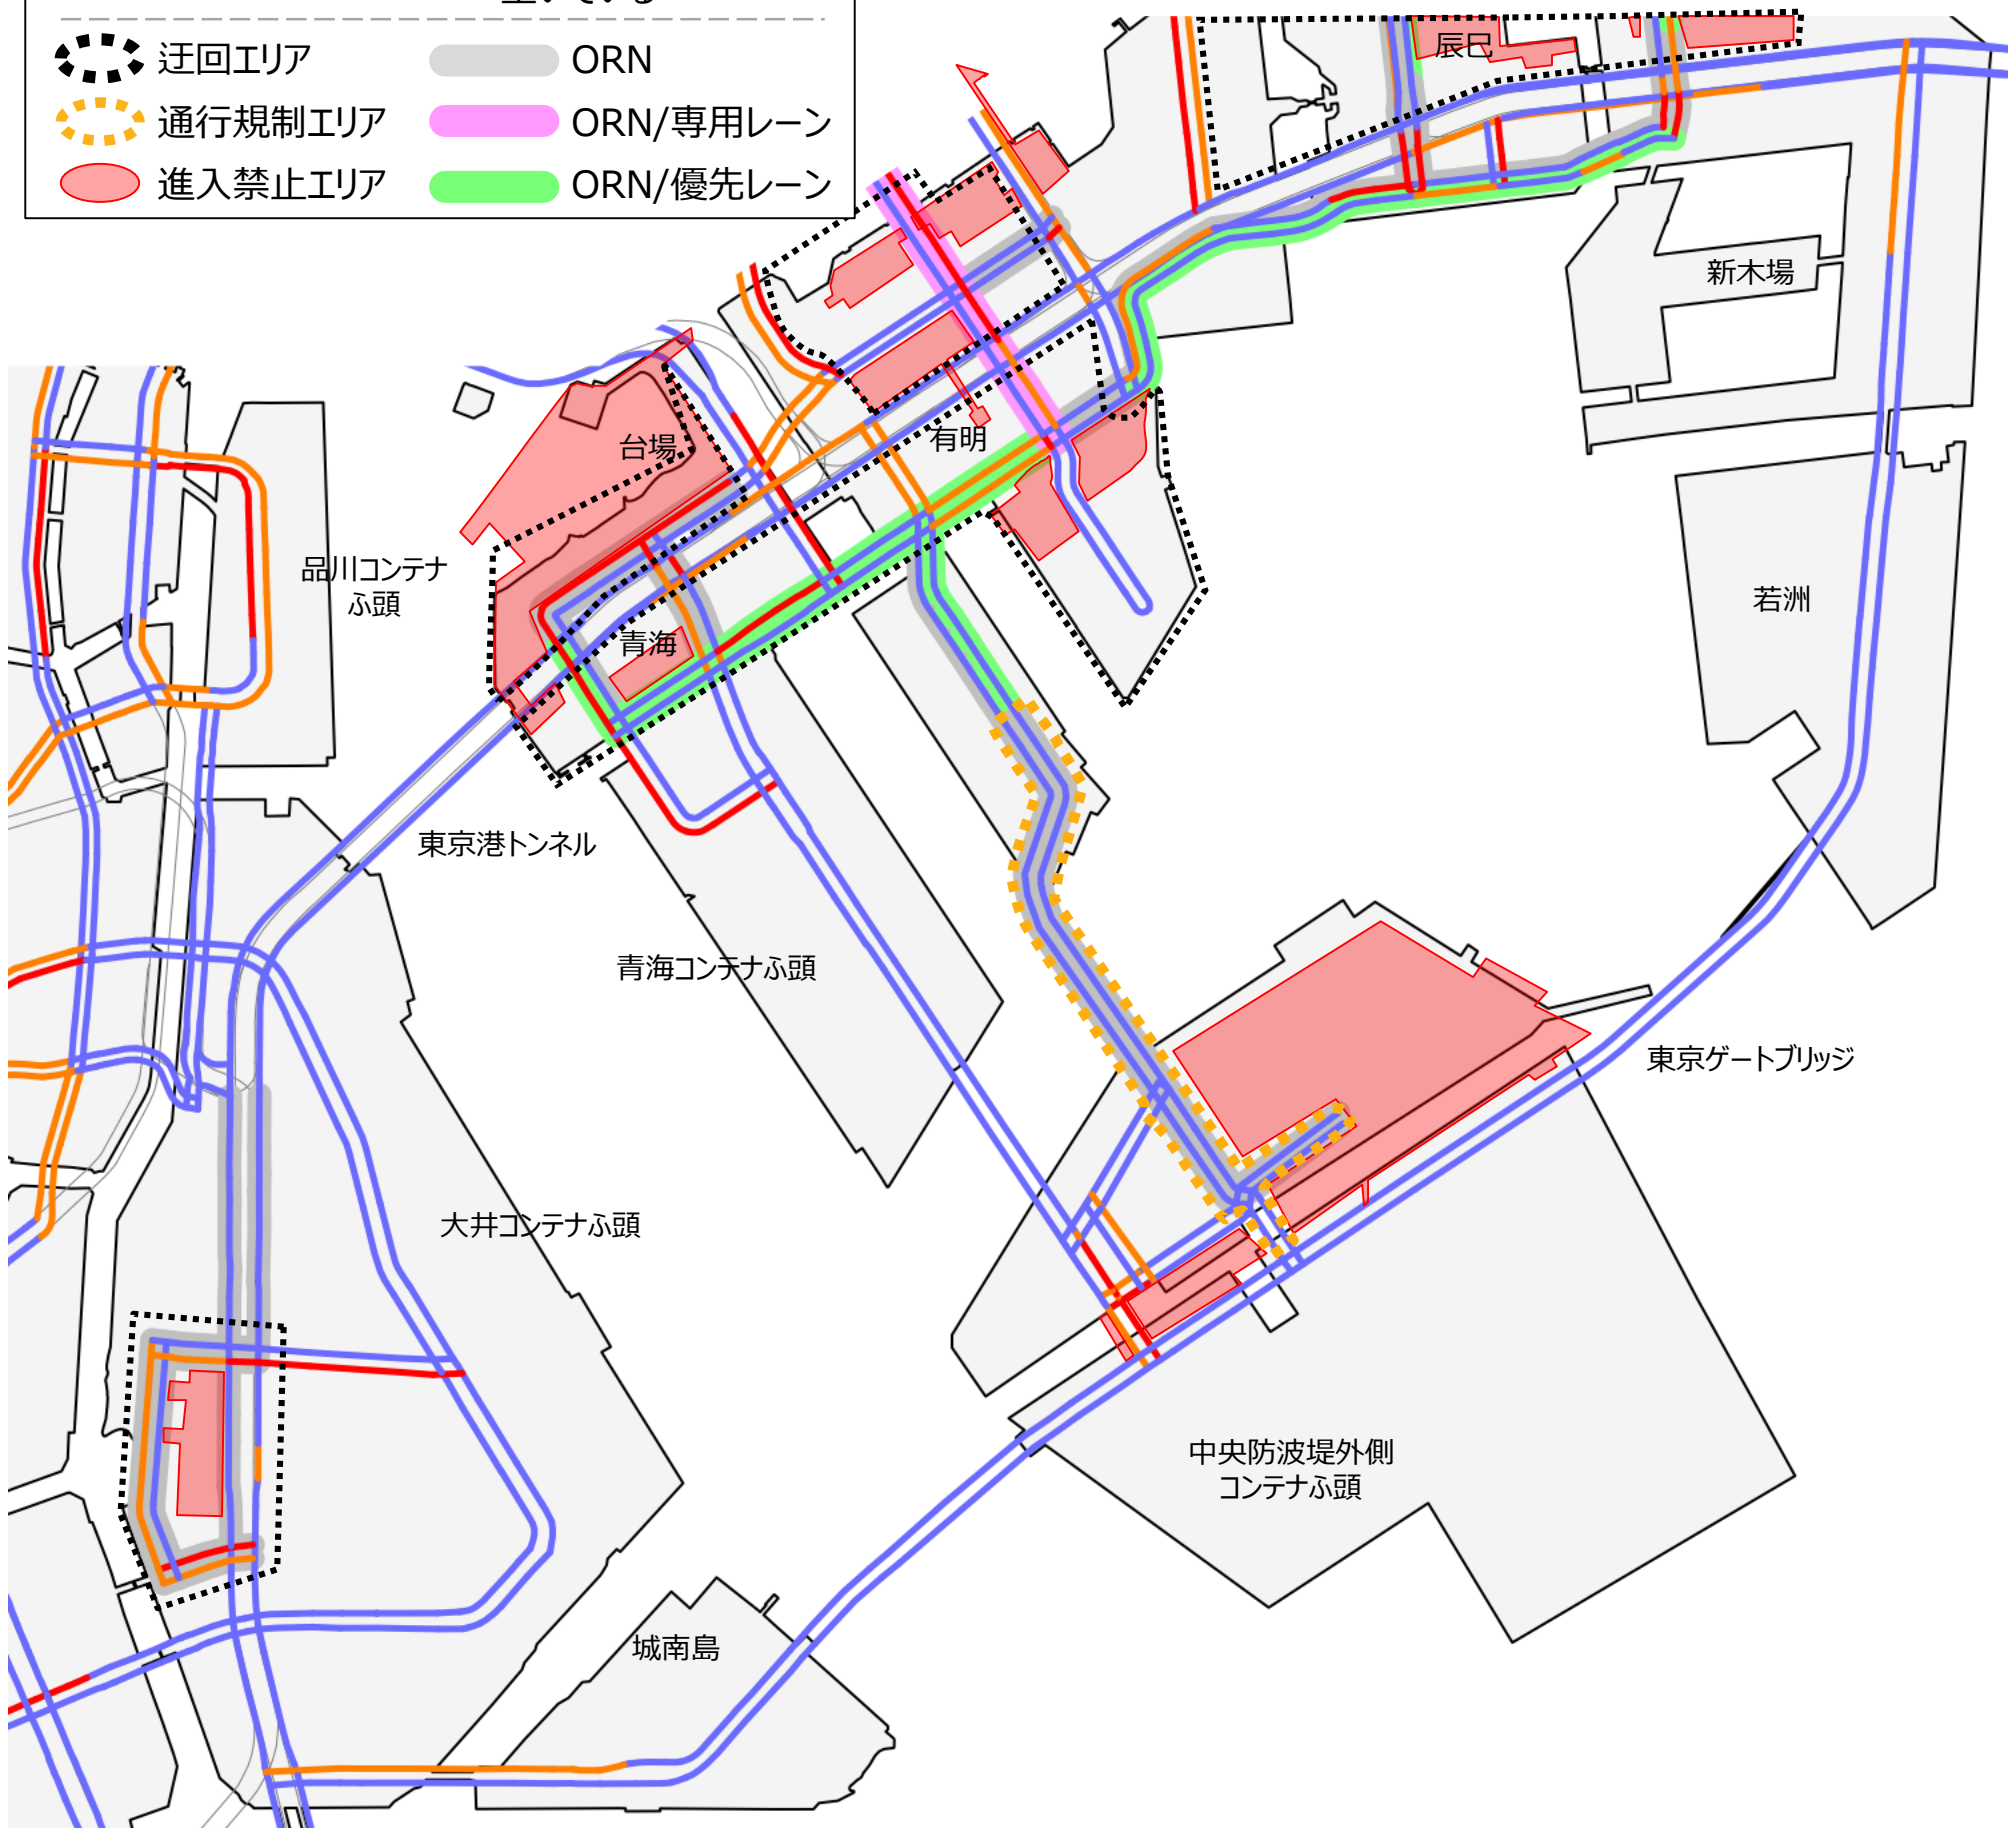 空いている
迂回エリア
ORN
通行規制エリア
ORN/専用レーン
進入禁止エリア
ORN/優先レーン
辰巳
新木場
台場
有明
品川コンテナ
ふ頭
若洲
青海
東京港トンネル
青海コンテナふ頭
東京ゲートブリッジ
大井コンテナふ頭
中央防波堤外側
コンテナふ頭
城南島